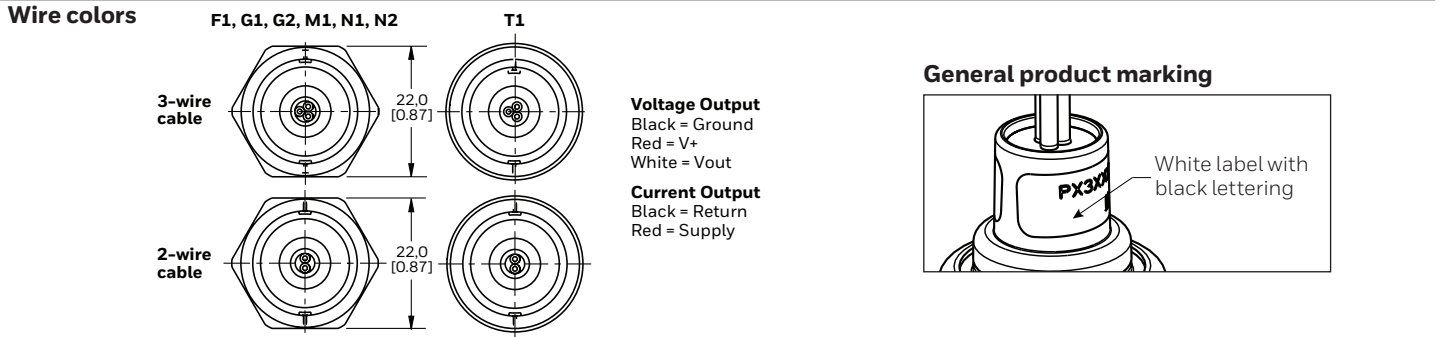 Wire colors
F1, G1, G2, M1, N1, N2
T1
3-wire
cable
22,0
[0.87]
2-wire
cable
22,0
[0.87]
Voltage Output
Black = Ground
Red = V+
White = Vout
Current Output
Black = Return
Red = Supply
General product marking
PX3XX
White label with
black lettering